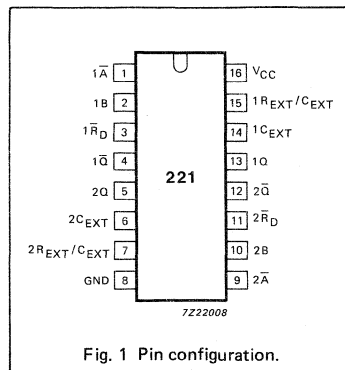 1A̅ 1 16 VCC
1B 2 15 1REXT/CEXT
1R̅D 3 14 1CEXT
1Q̅ 4 13 1Q
221
2Q 5 12 2Q̅
2CEXT 6 11 2R̅D
2REXT/CEXT 7 10 2B
GND 8 9 2A̅
7Z22008
Fig. 1 Pin configuration.